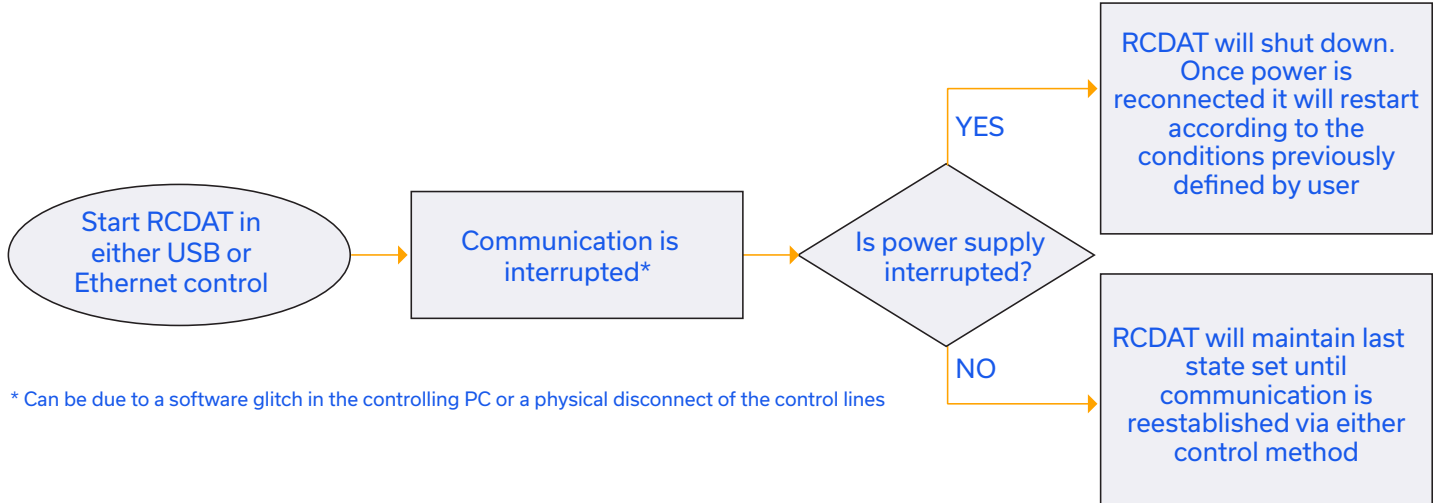 Start RCDAT in
either USB or
Ethernet control
Communication is
interrupted*
Is power supply
interrupted?
YES
RCDAT will shut down.
Once power is
reconnected it will restart
according to the
conditions previously
defined by user
NO
RCDAT will maintain last
state set until
communication is
reestablished via either
control method
* Can be due to a software glitch in the controlling PC or a physical disconnect of the control lines